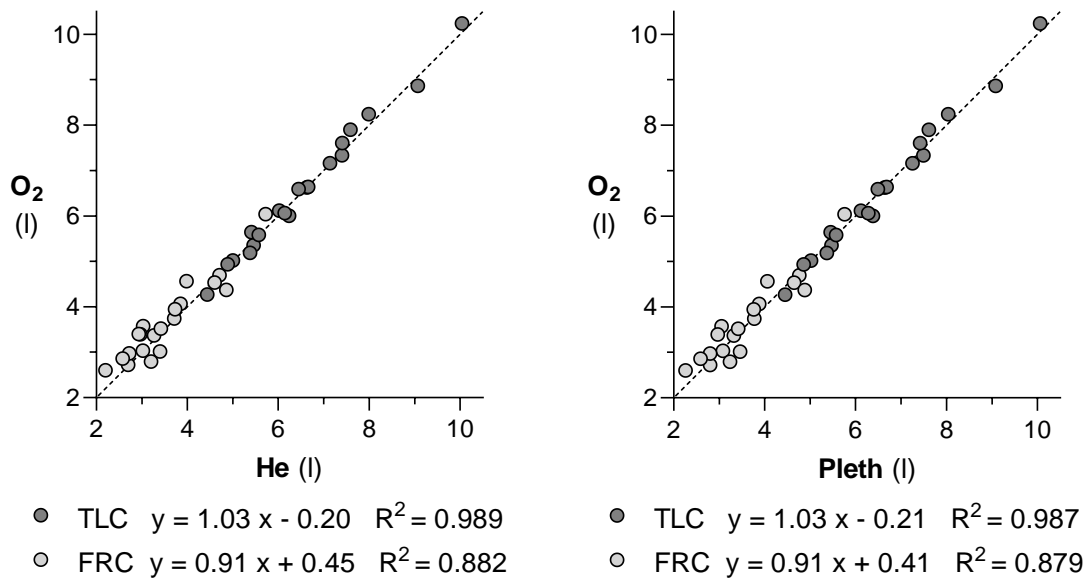 10
8
6
4
2
O2
(l)
2 4 6 8 10
He (l)
TLC y = 1.03 x - 0.20 R2 = 0.989
FRC y = 0.91 x + 0.45 R2 = 0.882
10
8
6
4
2
O2
(l)
2 4 6 8 10
Pleth (l)
TLC y = 1.03 x - 0.21 R2 = 0.987
FRC y = 0.91 x + 0.41 R2 = 0.879